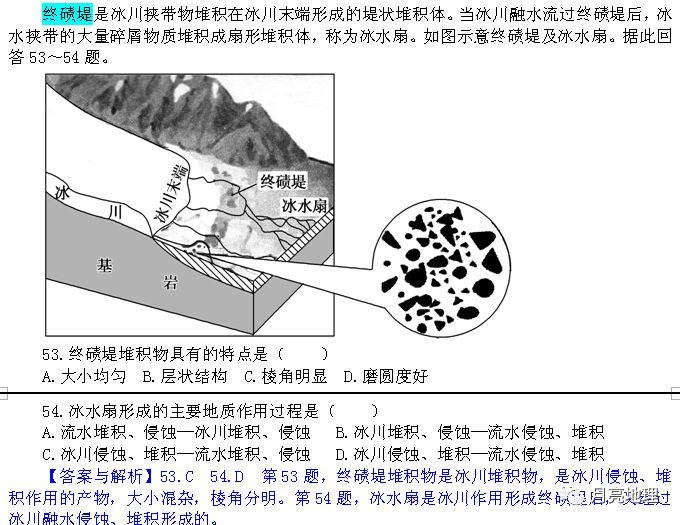 终碛堤是冰川挟带物堆积在冰川末端形成的堤状堆积体。当冰川融水流过终碛堤后，冰
水挟带的大量碎屑物质堆积成扇形堆积体，称为冰水扇。如图示意终碛堤及冰水扇。据此回
答53～54题。
终碛堤
冰水扇
冰川末端
冰川
基岩
53.终碛堤堆积物具有的特点是（　　）
A.大小均匀 B.层状结构 C.棱角明显 D.磨圆度好
54.冰水扇形成的主要地质作用过程是（　　）
A.流水堆积、侵蚀—冰川堆积、侵蚀 B.冰川堆积、侵蚀—流水侵蚀、堆积
C.冰川侵蚀、堆积—流水堆积、侵蚀 D.冰川侵蚀、堆积—流水侵蚀、堆积
【答案与解析】53.C 54.D 第53题，终碛堤堆积物是冰川堆积物，是冰川侵蚀、堆
积作用的产物，大小混杂，棱角分明。第54题，冰水扇是冰川作用形成终碛
月亮地理
过
冰川融水侵蚀、堆积形成的。